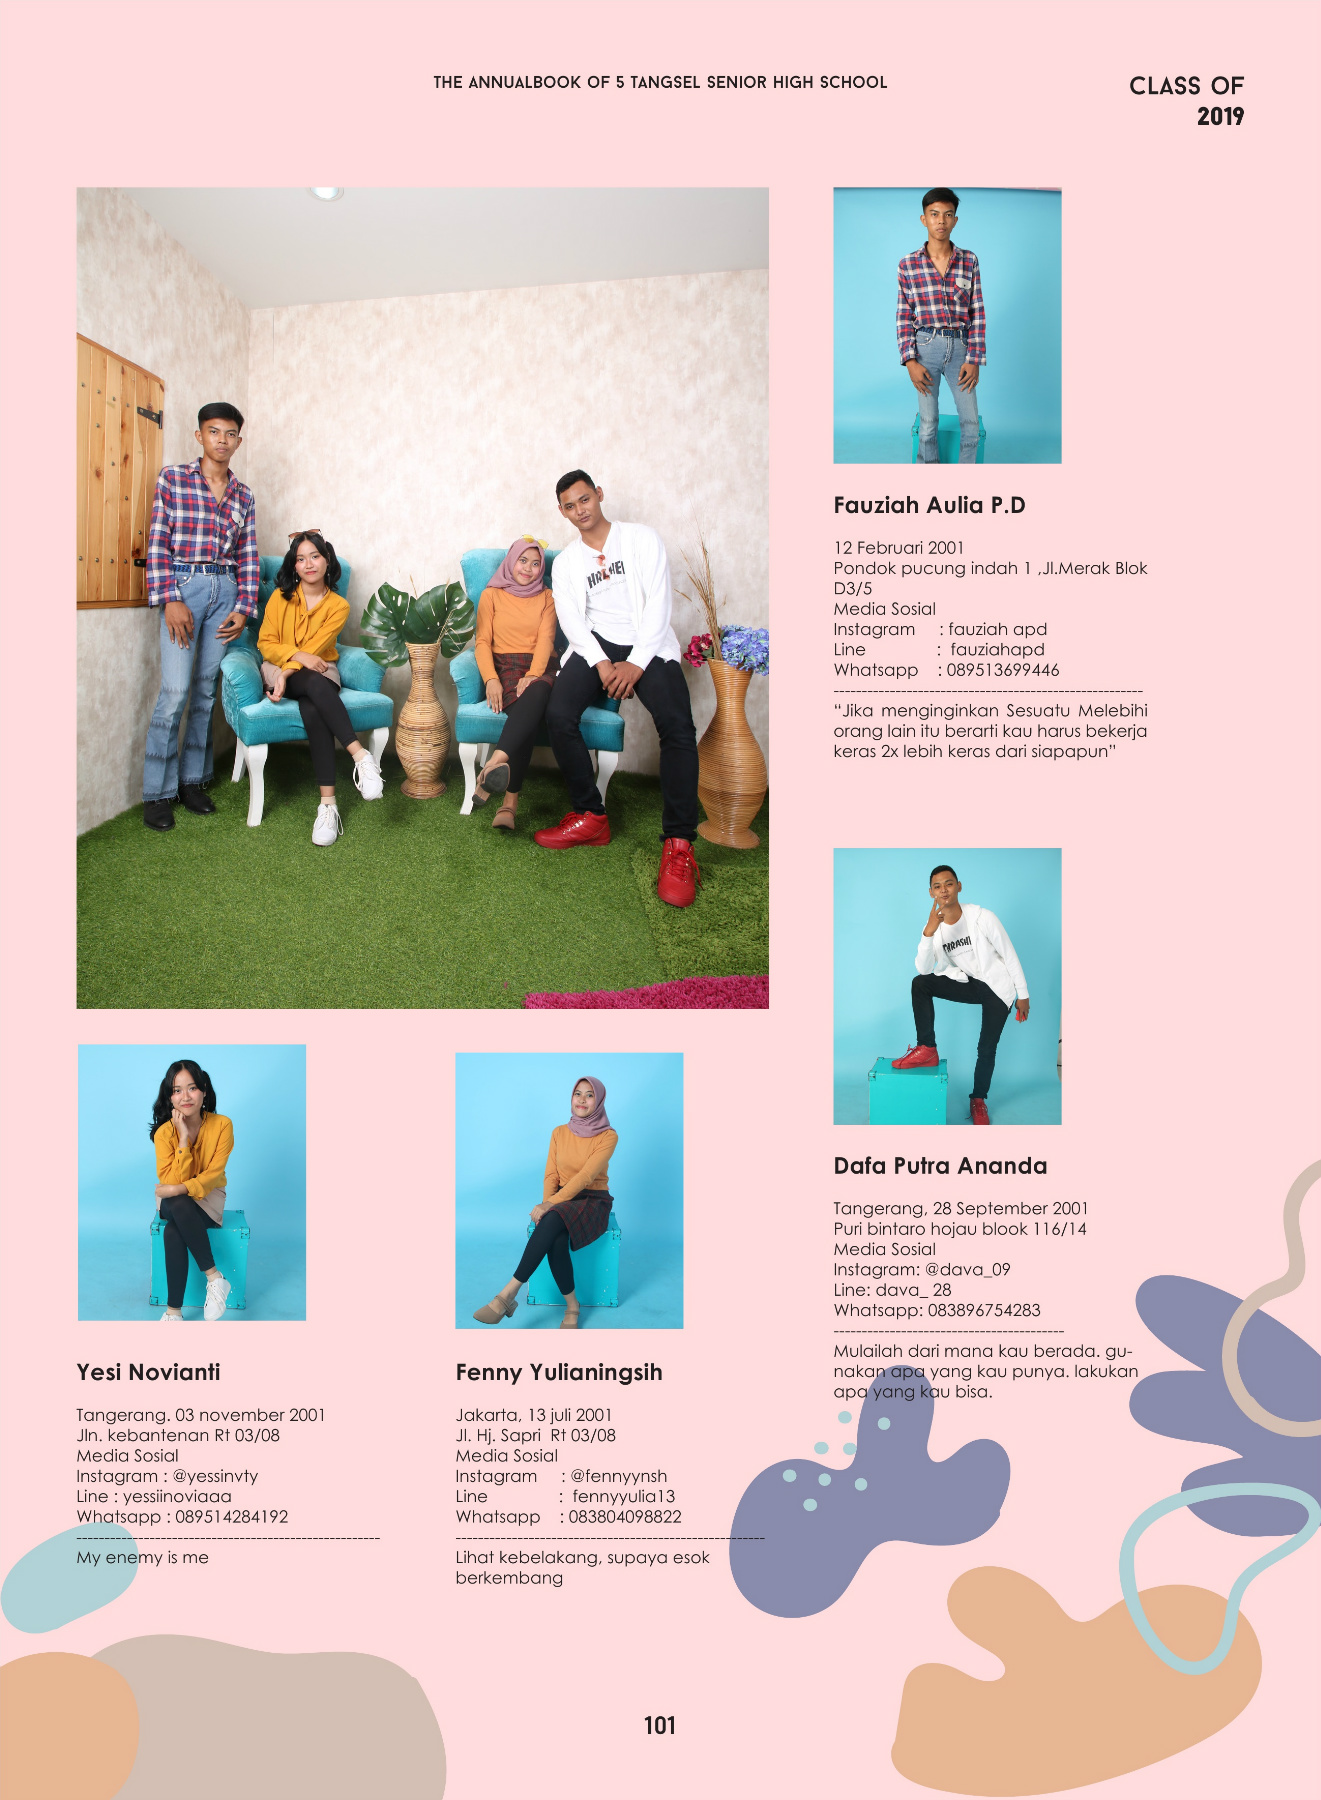 THE ANNUALBOOK OF 5 TANGSEL SENIOR HIGH SCHOOL
CLASS OF
2019
Fauziah Aulia P.D
12 Februari 2001
Pondok pucung indah 1 ,Jl.Merak Blok
D3/5
Media Sosial
Instagram : fauziah apd
Line : fauziahapd
Whatsapp : 089513699446
--------------------------------------------------------
“Jika menginginkan Sesuatu Melebihi
orang lain itu berarti kau harus bekerja
keras 2x lebih keras dari siapapun”
THRASHE
Dafa Putra Ananda
Tangerang, 28 September 2001
Puri bintaro hojau blook 116/14
Media Sosial
Instagram: @dava_09
Line: dava_ 28
Whatsapp: 083896754283
------------------------------------------
Mulailah dari mana kau berada. gu-
nakan apa yang kau punya. lakukan
apa yang kau bisa.
Yesi Novianti
Tangerang. 03 november 2001
Jln. kebantenan Rt 03/08
Media Sosial
Instagram : @yessinvty
Line : yessiinoviaaa
Whatsapp : 089514284192
-------------------------------------------------------
My enemy is me
Fenny Yulianingsih
Jakarta, 13 juli 2001
Jl. Hj. Sapri Rt 03/08
Media Sosial
Instagram : @fennyynsh
Line : fennyyulia13
Whatsapp : 083804098822
--------------------------------------------------------
Lihat kebelakang, supaya esok
berkembang
101